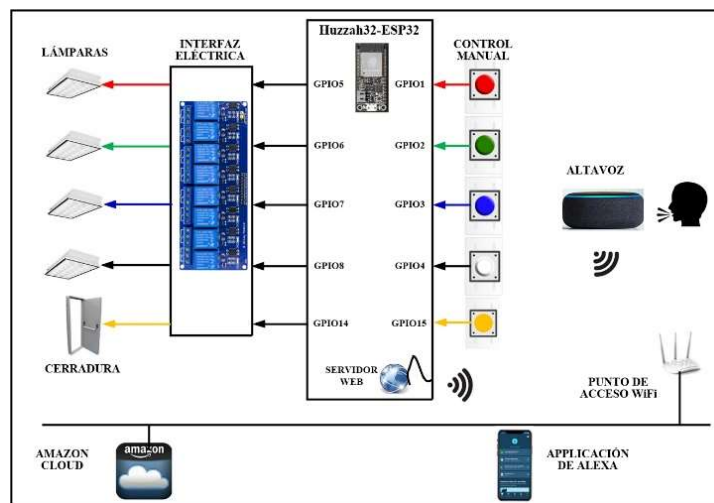 Huzzah32-ESP32
LÁMPARAS
INTERFAZ
ELÉCTRICA
CONTROL
MANUAL
GPIO5
GPIO1
GPIO6
GPIO2
ALTAVOZ
GPIO7
GPIO3
GPIO8
GPIO4
GPIO14
GPIO15
CERRADURA
SERVIDOR
WEB
PUNTO DE
ACCESO WiFi
AMAZON
CLOUD
amazon
APPLICACIÓN
DE ALEXA